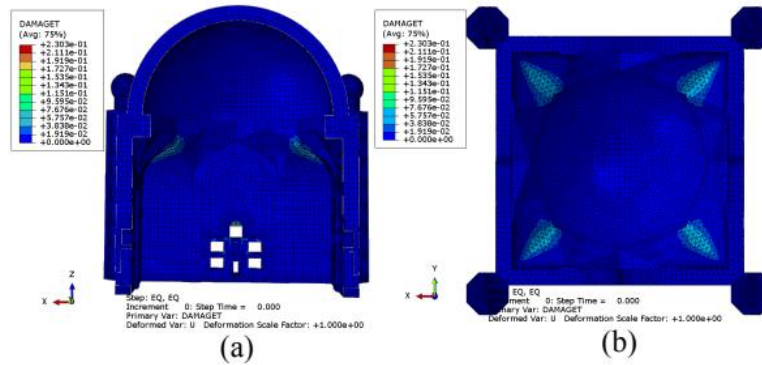 DAMAGET
(Avg: 75%)
+2.303e-01
+2.111e-01
+1.919e-01
+1.727e-01
+1.535e-01
+1.343e-01
+1.151e-01
+9.595e-02
+7.676e-02
+5.757e-02
+3.838e-02
+1.919e-02
+0.000e+00
Z
X
Step: EQ, EQ
Increment 0: Step Time = 0.000
Primary Var: DAMAGET
Deformed Var: U Deformation Scale Factor: +1.000e+00
(a)
DAMAGET
(Avg: 75%)
+2.303e-01
+2.111e-01
+1.919e-01
+1.727e-01
+1.535e-01
+1.343e-01
+1.151e-01
+9.595e-02
+7.676e-02
+5.757e-02
+3.838e-02
+1.919e-02
+0.000e+00
Y
X
EQ, EQ
ement 0: Step Time = 0.000
Primary Var: DAMAGET
Deformed Var: U Deformation Scale Factor: +1.000e+00
(b)